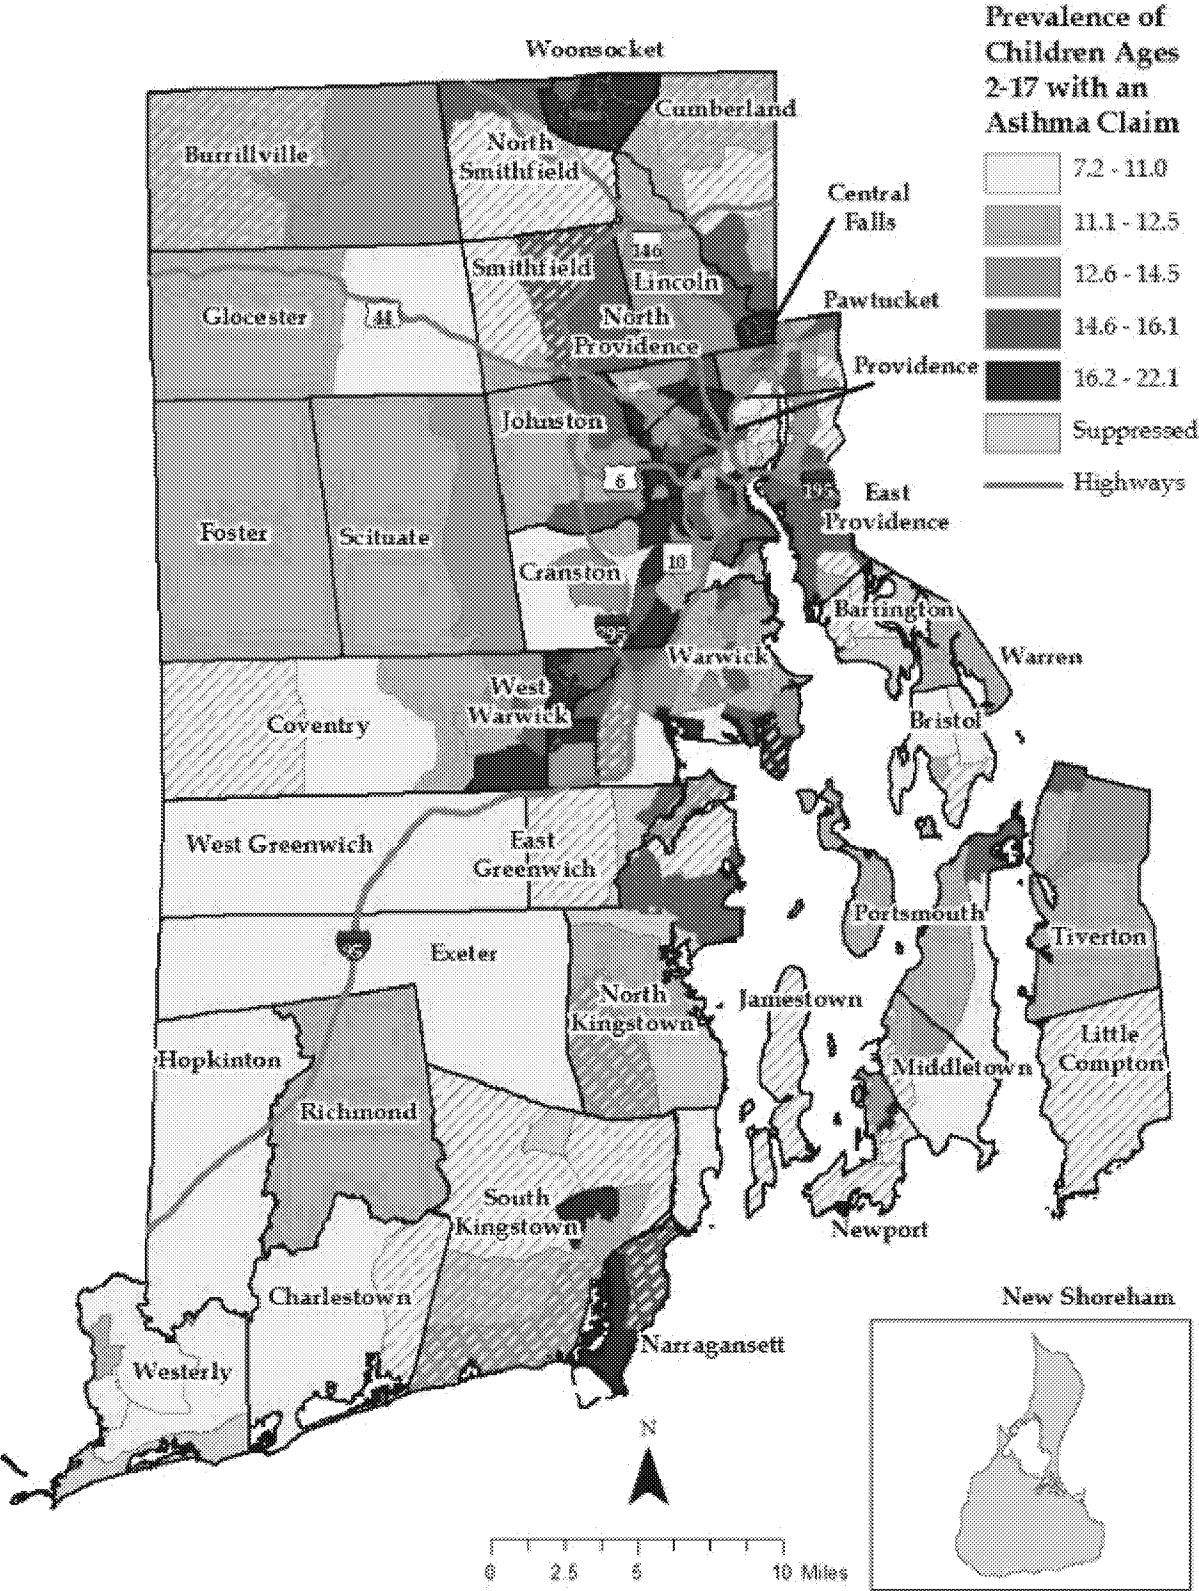 Prevalence of
Children Ages
2-17 with an
Asthma Claim
7.2 - 11.0
11.1 - 12.5
12.6 - 14.5
14.6 - 16.1
16.2 - 22.1
Suppressed
Highways
Woonsocket
Cumberland
Burrillville
North
Smithfield
Central
Falls
Smithfield
146
Lincoln
Pawtucket
Glocester
44
North
Providence
Providence
Johnston
6
195
East
Providence
Foster
Scituate
Cranston
10
295
Barrington
Warwick
Warren
West
Warwick
Coventry
Bristol
West Greenwich
East
Greenwich
Portsmouth
Tiverton
95
Exeter
North
Kingstown
Jamestown
Hopkinton
Little
Compton
Middletown
Richmond
South
Kingstown
Newport
Charlestown
New Shoreham
Narragansett
Westerly
N
0 2.5 5 10 Miles